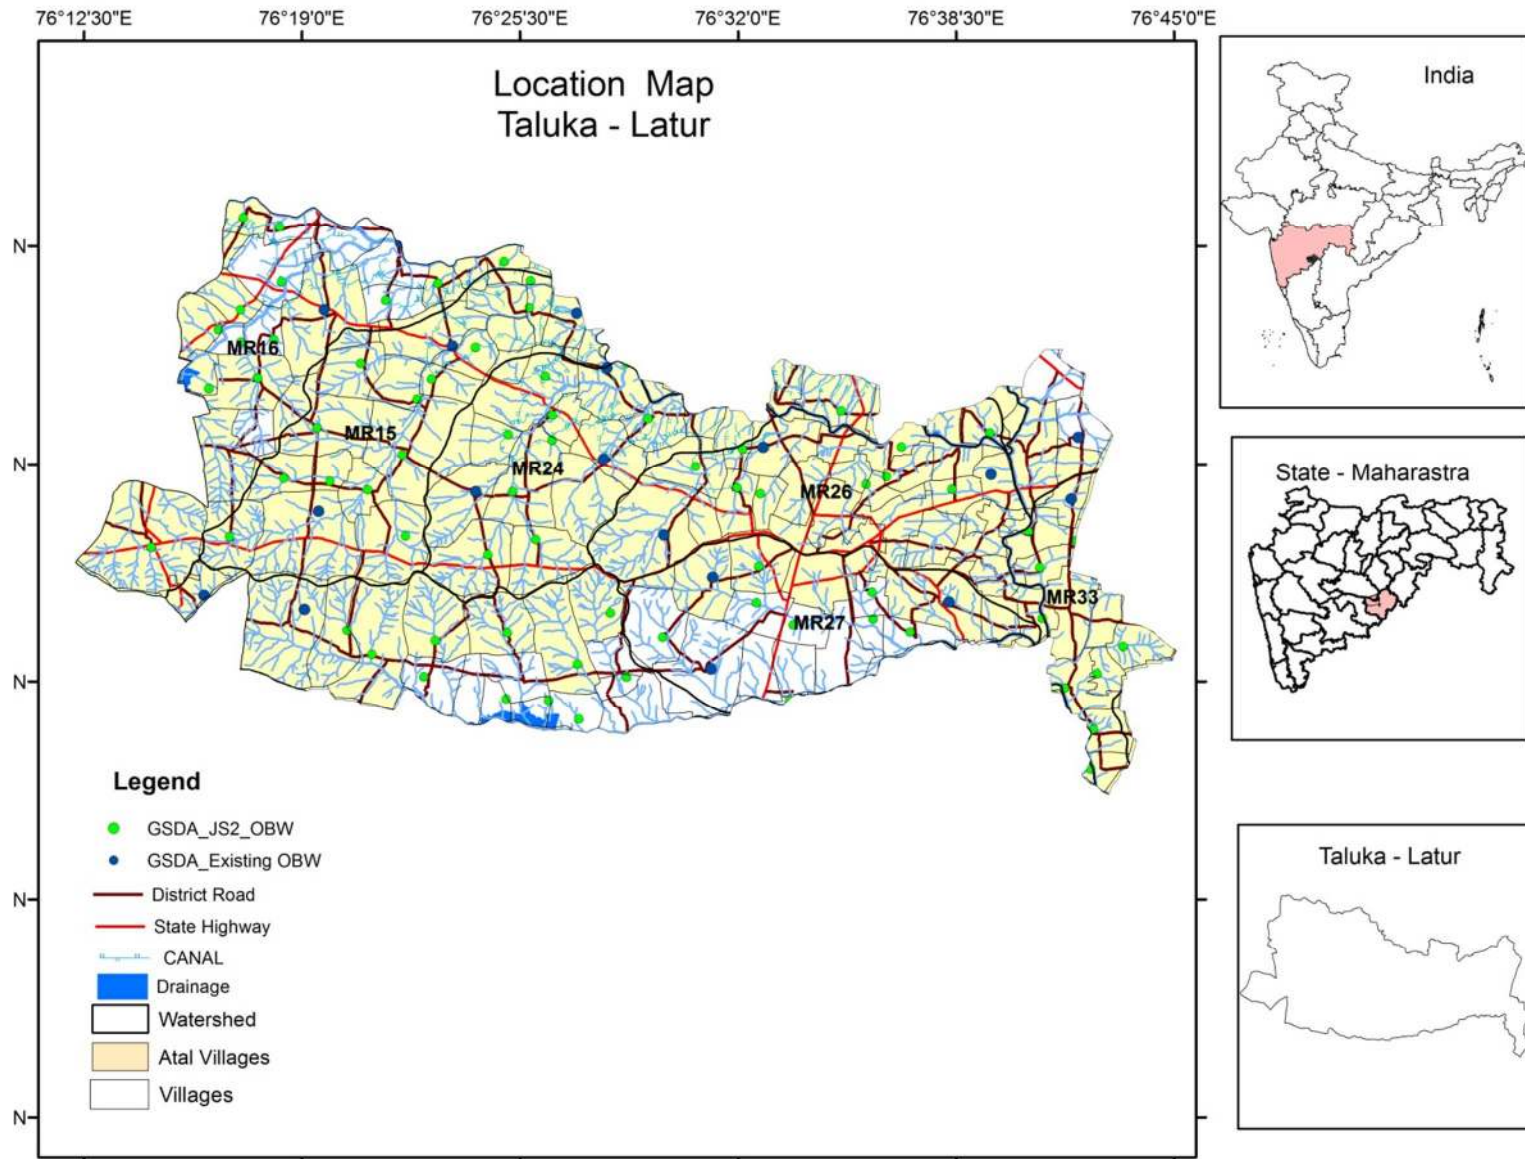 76°12'30"E 76°19'0"E 76°25'30"E 76°32'0"E 76°38'30"E 76°45'0"E
Location Map
Taluka - Latur
India
N
N
N
N
N
MR16
MR15
MR24
MR26
MR33
MR27
State - Maharastra
Taluka - Latur
Legend
GSDA_JS2_OBW
GSDA_Existing OBW
District Road
State Highway
CANAL
Drainage
Watershed
Atal Villages
Villages